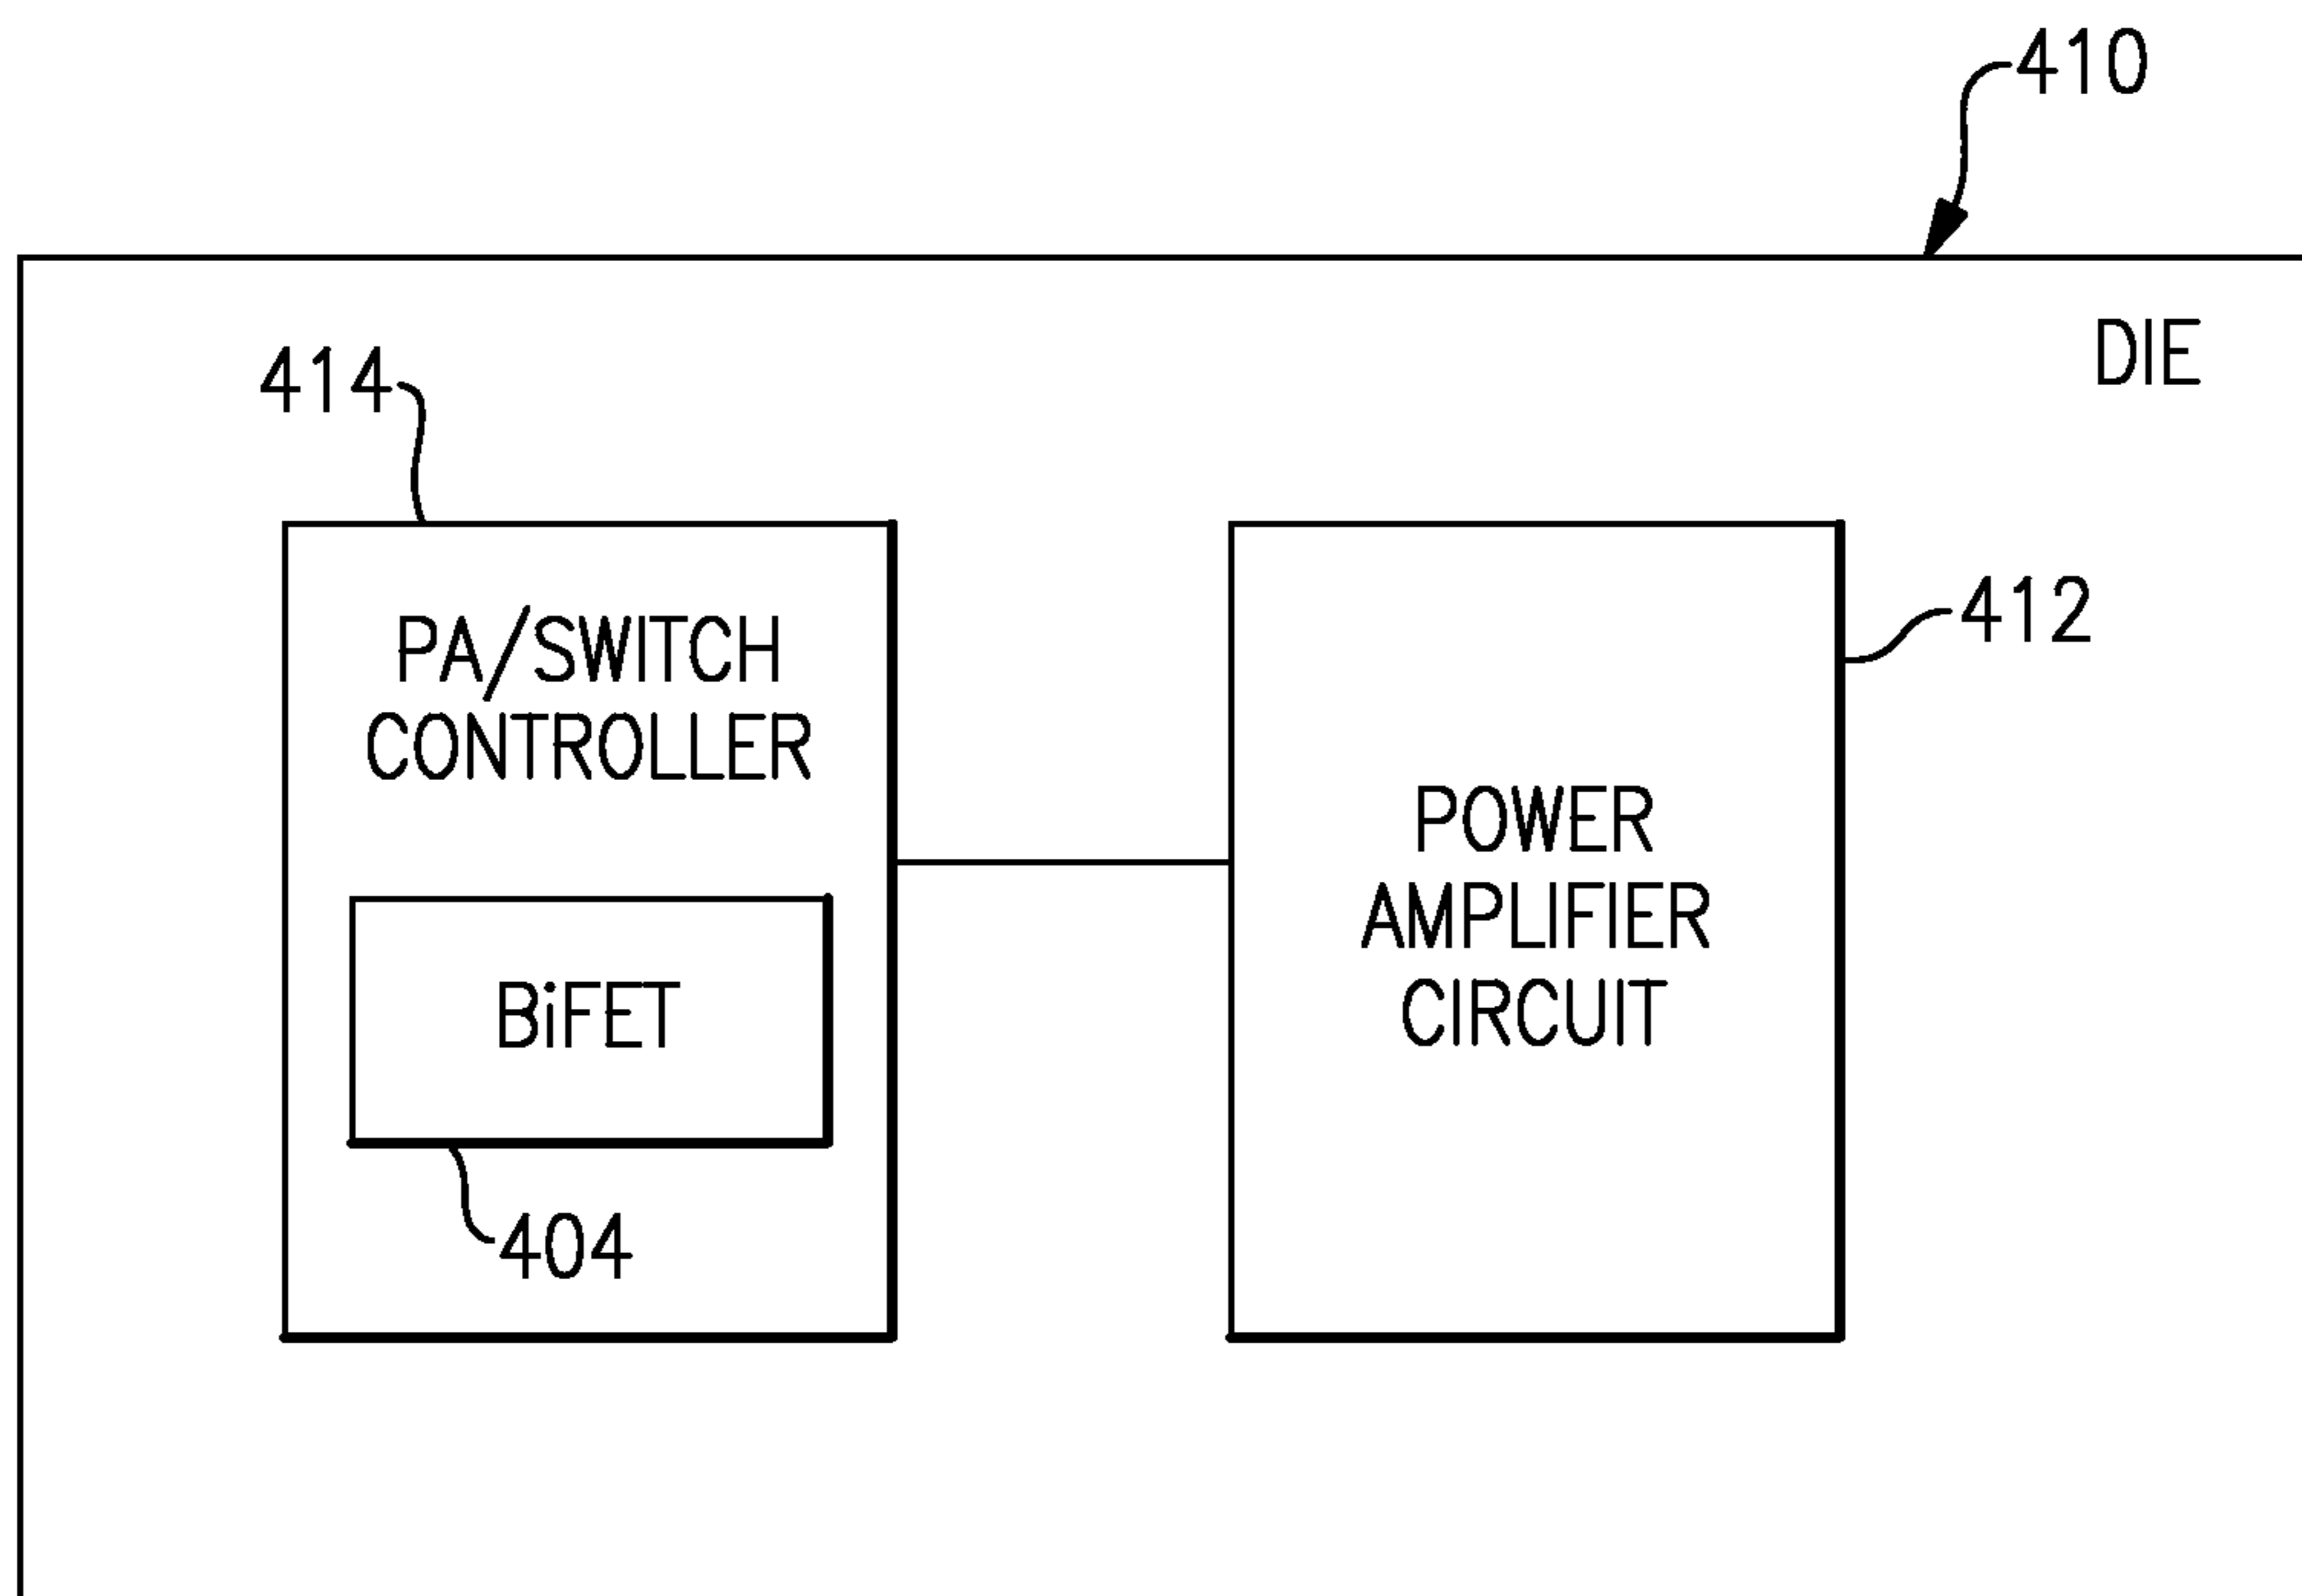 410
DIE
414
PA/SWITCH
CONTROLLER
412
POWER
AMPLIFIER
CIRCUIT
BiFET
404